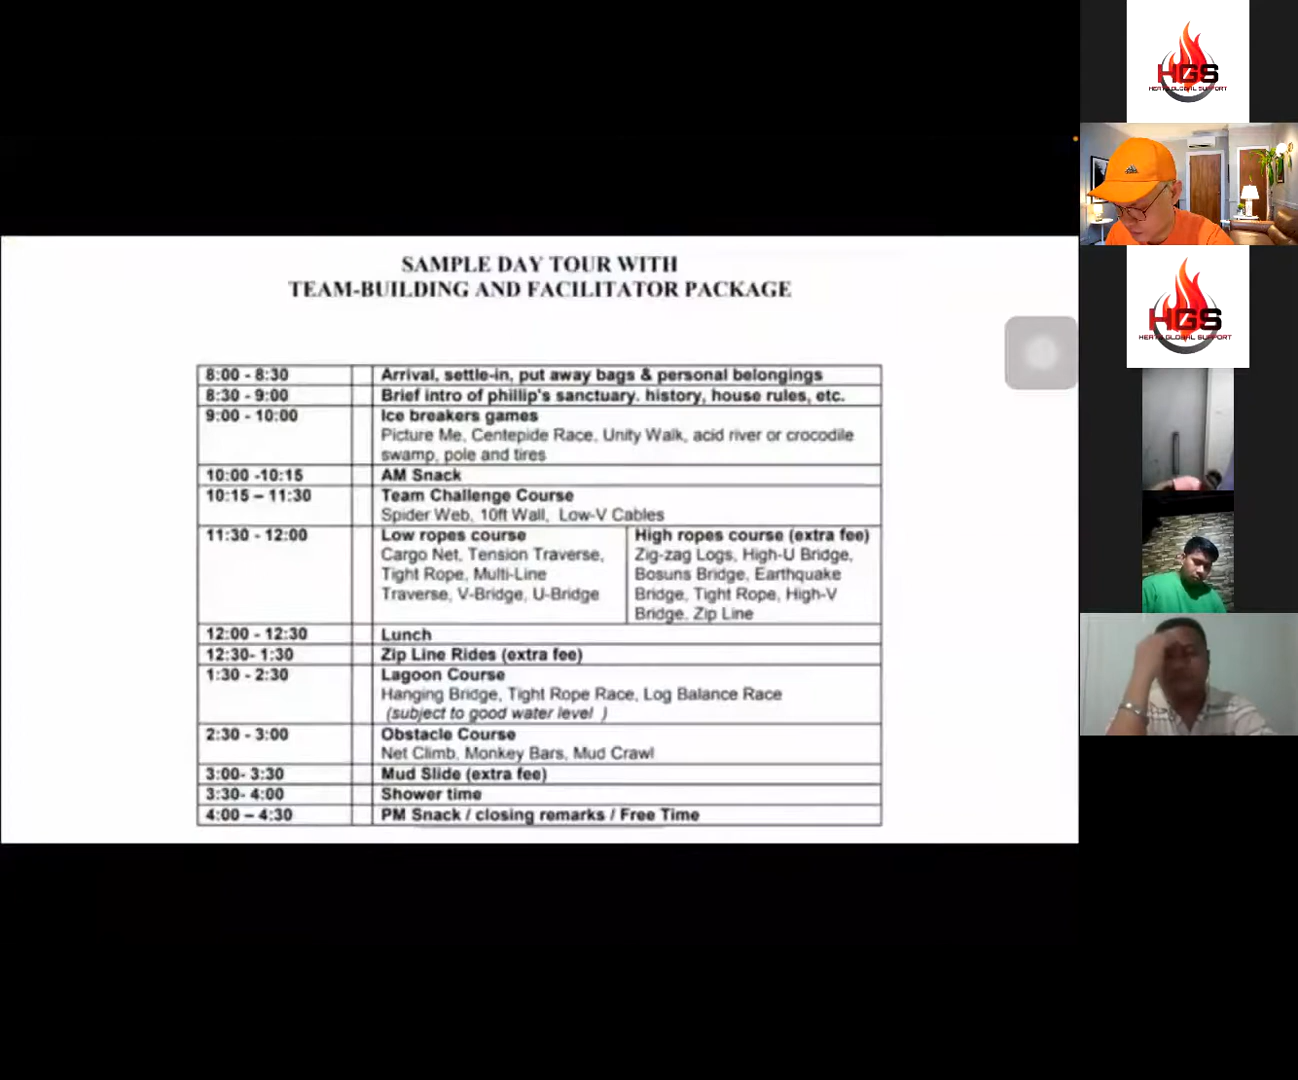 SAMPLE DAY TOUR WITH
TEAM-BUILDING AND FACILITATOR PACKAGE
8:00 - 8:30 Arrival, settle-in, put away bags & personal belongings
8:30 - 9:00 Brief intro of phillip's sanctuary. history, house rules, etc.
9:00 - 10:00 Ice breakers games
Picture Me, Centepide Race, Unity Walk, acid river or crocodile
swamp, pole and tires
10:00 -10:15 AM Snack
10:15 – 11:30 Team Challenge Course
Spider Web, 10ft Wall, Low-V Cables
11:30 - 12:00 Low ropes course
Cargo Net, Tension Traverse,
Tight Rope, Multi-Line
Traverse, V-Bridge, U-Bridge
High ropes course (extra fee)
Zig-zag Logs, High-U Bridge,
Bosuns Bridge, Earthquake
Bridge, Tight Rope, High-V
Bridge, Zip Line
12:00 - 12:30 Lunch
12:30- 1:30 Zip Line Rides (extra fee)
1:30 - 2:30 Lagoon Course
Hanging Bridge, Tight Rope Race, Log Balance Race
(subject to good water level )
2:30 - 3:00 Obstacle Course
Net Climb, Monkey Bars, Mud Crawl
3:00- 3:30 Mud Slide (extra fee)
3:30- 4:00 Shower time
4:00 – 4:30 PM Snack / closing remarks / Free Time
HGS
GLOBAL SUPPORT
HGS
GLOBAL SUPPORT